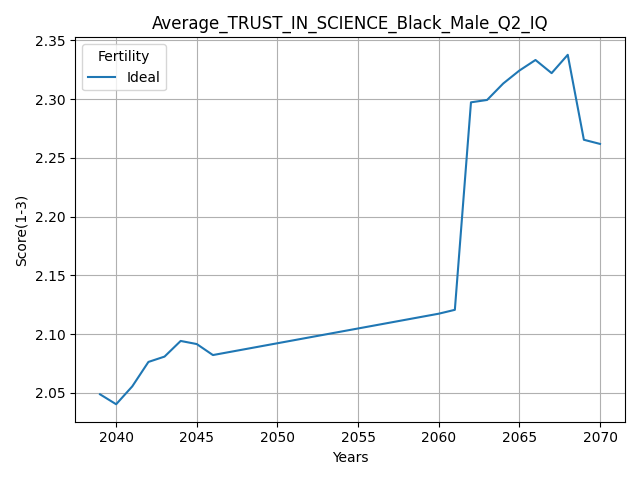 Average_TRUST_IN_SCIENCE_Black_Male_Q2_IQ
Fertility
Ideal
Score(1-3)
2.35
2.30
2.25
2.20
2.15
2.10
2.05
2040 2045 2050 2055 2060 2065 2070
Years